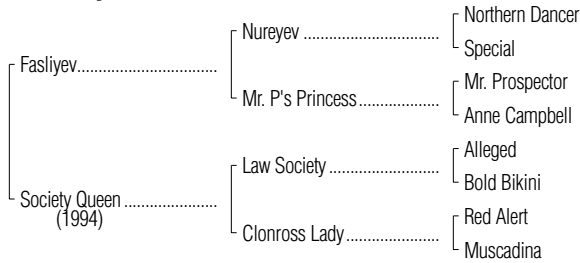 Northern Dancer
Nureyev ................................
Special
Fasliyev.................................
Mr. Prospector
Mr. P's Princess...................
Anne Campbell
Alleged
Law Society ..........................
Bold Bikini
Society Queen ......................
(1994)
Red Alert
Clonross Lady......................
Muscadina